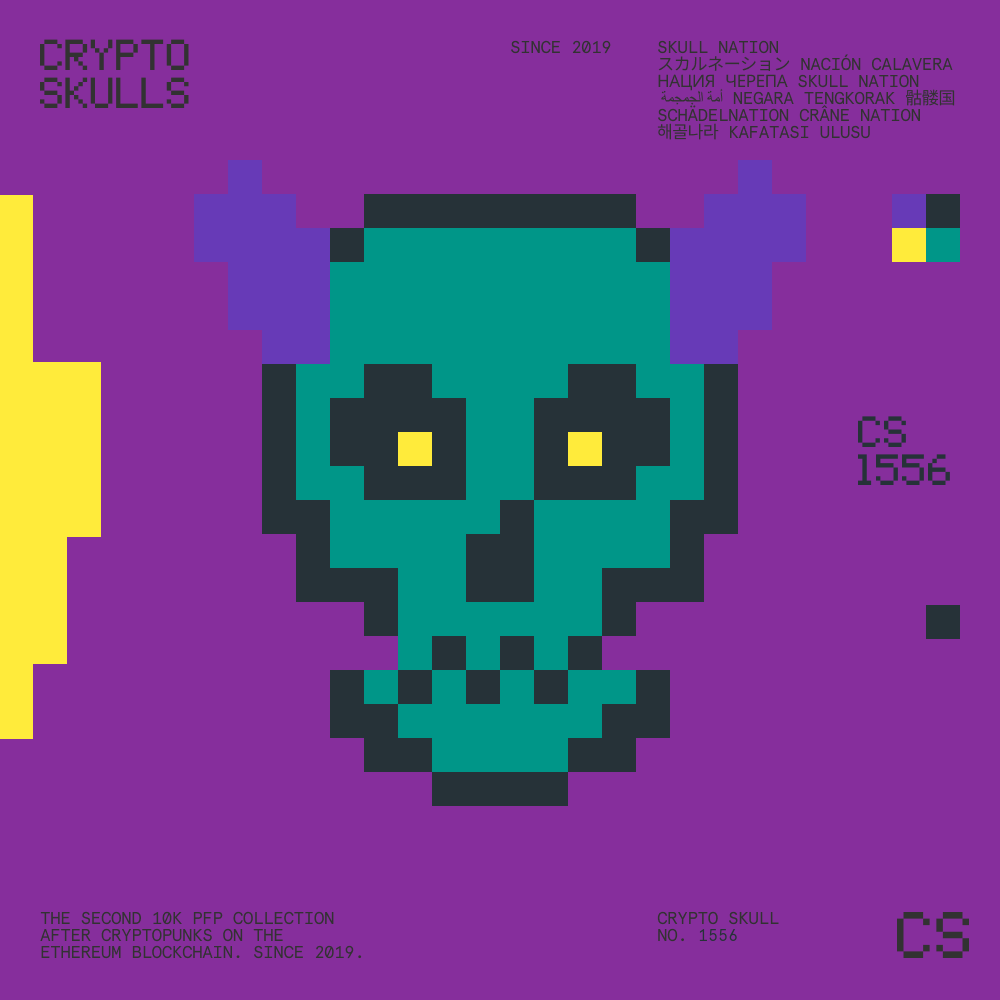 CRYPTO
SKULLS
SINCE 2019
SKULL NATION
スカルネーション NACIÓN CALAVERA
НАЦИЯ ЧЕРЕПА SKULL NATION
أمة الجمجمة NEGARA TENGKORAK 骷髅国
SCHÄDELNATION CRÂNE NATION
해골나라 KAFATASI ULUSU
CS
1556
THE SECOND 10K PFP COLLECTION
AFTER CRYPTOPUNKS ON THE
ETHEREUM BLOCKCHAIN. SINCE 2019.
CRYPTO SKULL
NO. 1556
CS